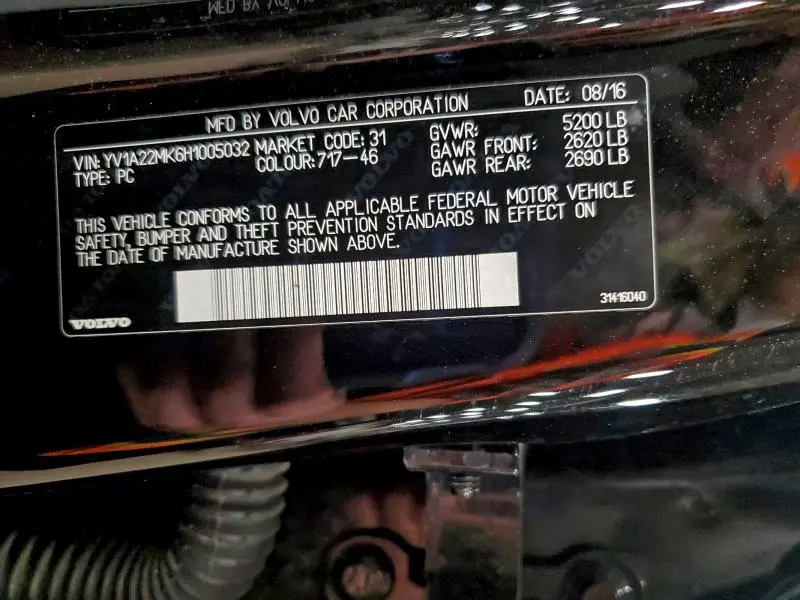 MFD BY VOLVO CAR CORPORATION DATE: 08/16
VIN: YV1A22MK6H1005032 MARKET CODE: 31 GVWR: 5200 LB
TYPE: PC COLOUR: 717-46 GAWR FRONT: 2620 LB
GAWR REAR: 2690 LB
THIS VEHICLE CONFORMS TO ALL APPLICABLE FEDERAL MOTOR VEHICLE
SAFETY, BUMPER AND THEFT PREVENTION STANDARDS IN EFFECT ON
THE DATE OF MANUFACTURE SHOWN ABOVE.
VOLVO 31416040